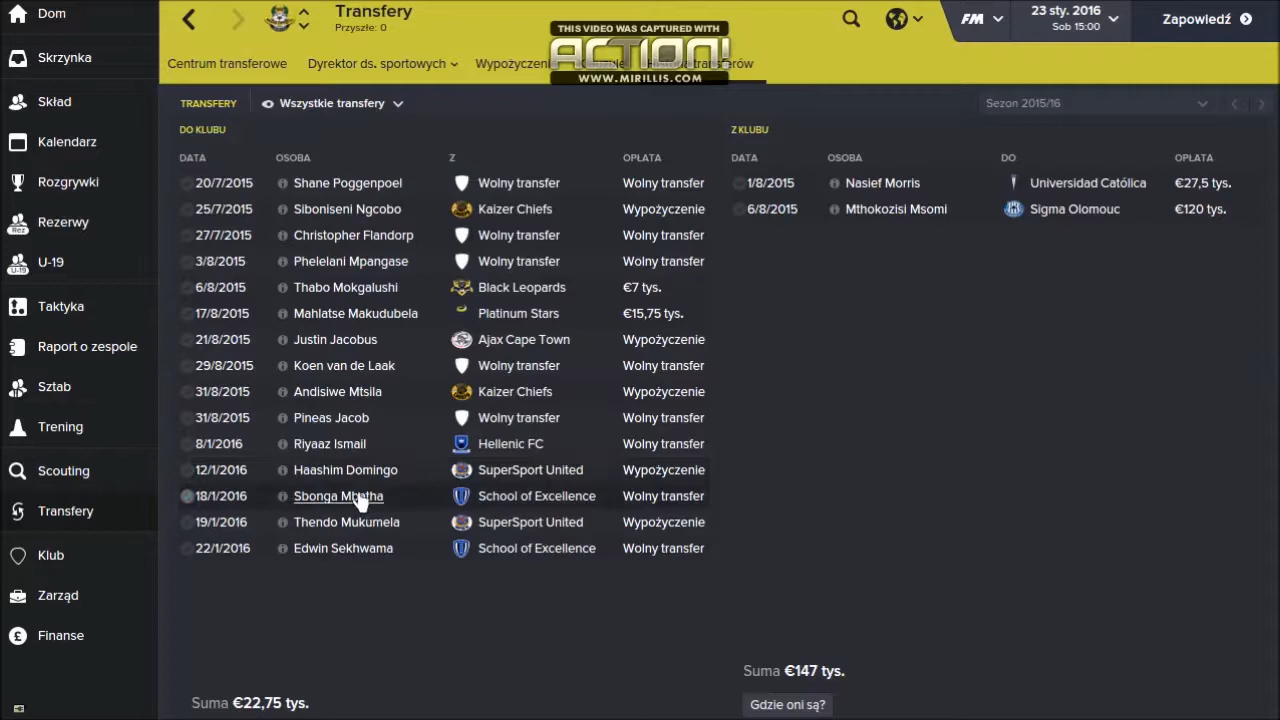 Dom
Skrzynka
Skład
Kalendarz
Rozgrywki
Rezerwy
Rez
U-19
U-19
Taktyka
Raport o zespole
Sztab
Trening
Scouting
Transfery
Klub
Zarząd
Finanse
Transfery
Przyszłe: 0
THIS VIDEO WAS CAPTURED WITH
ACTION!
WWW.MIRILLIS.COM
FM
23 sty. 2016
Sob 15:00
Zapowiedź
Centrum transferowe Dyrektor ds. sportowych
TRANSFERY Wszystkie transfery Sezon 2015/16
DO KLUBU
DATA OSOBA Z OPŁATA
20/7/2015 Shane Poggenpoel Wolny transfer Wolny transfer
25/7/2015 Siboniseni Ngcobo Kaizer Chiefs Wypożyczenie
27/7/2015 Christopher Flandorp Wolny transfer Wolny transfer
3/8/2015 Phelelani Mpangase Wolny transfer Wolny transfer
6/8/2015 Thabo Mokgalushi Black Leopards €7 tys.
17/8/2015 Mahlatse Makudubela Platinum Stars €15,75 tys.
21/8/2015 Justin Jacobus Ajax Cape Town Wypożyczenie
29/8/2015 Koen van de Laak Wolny transfer Wolny transfer
31/8/2015 Andisiwe Mtsila Kaizer Chiefs Wypożyczenie
31/8/2015 Pineas Jacob Wolny transfer Wolny transfer
8/1/2016 Riyaaz Ismail Hellenic FC Wolny transfer
12/1/2016 Haashim Domingo SuperSport United Wypożyczenie
18/1/2016 Sbonga School of Excellence Wolny transfer
19/1/2016 Thendo Mukumela SuperSport United Wypożyczenie
22/1/2016 Edwin Sekhwama School of Excellence Wolny transfer
Suma €22,75 tys.
Z KLUBU
DATA OSOBA DO OPŁATA
1/8/2015 Nasief Morris Universidad Católica €27,5 tys.
6/8/2015 Mthokozisi Msomi Sigma Olomouc €120 tys.
Suma €147 tys.
Gdzie oni są?